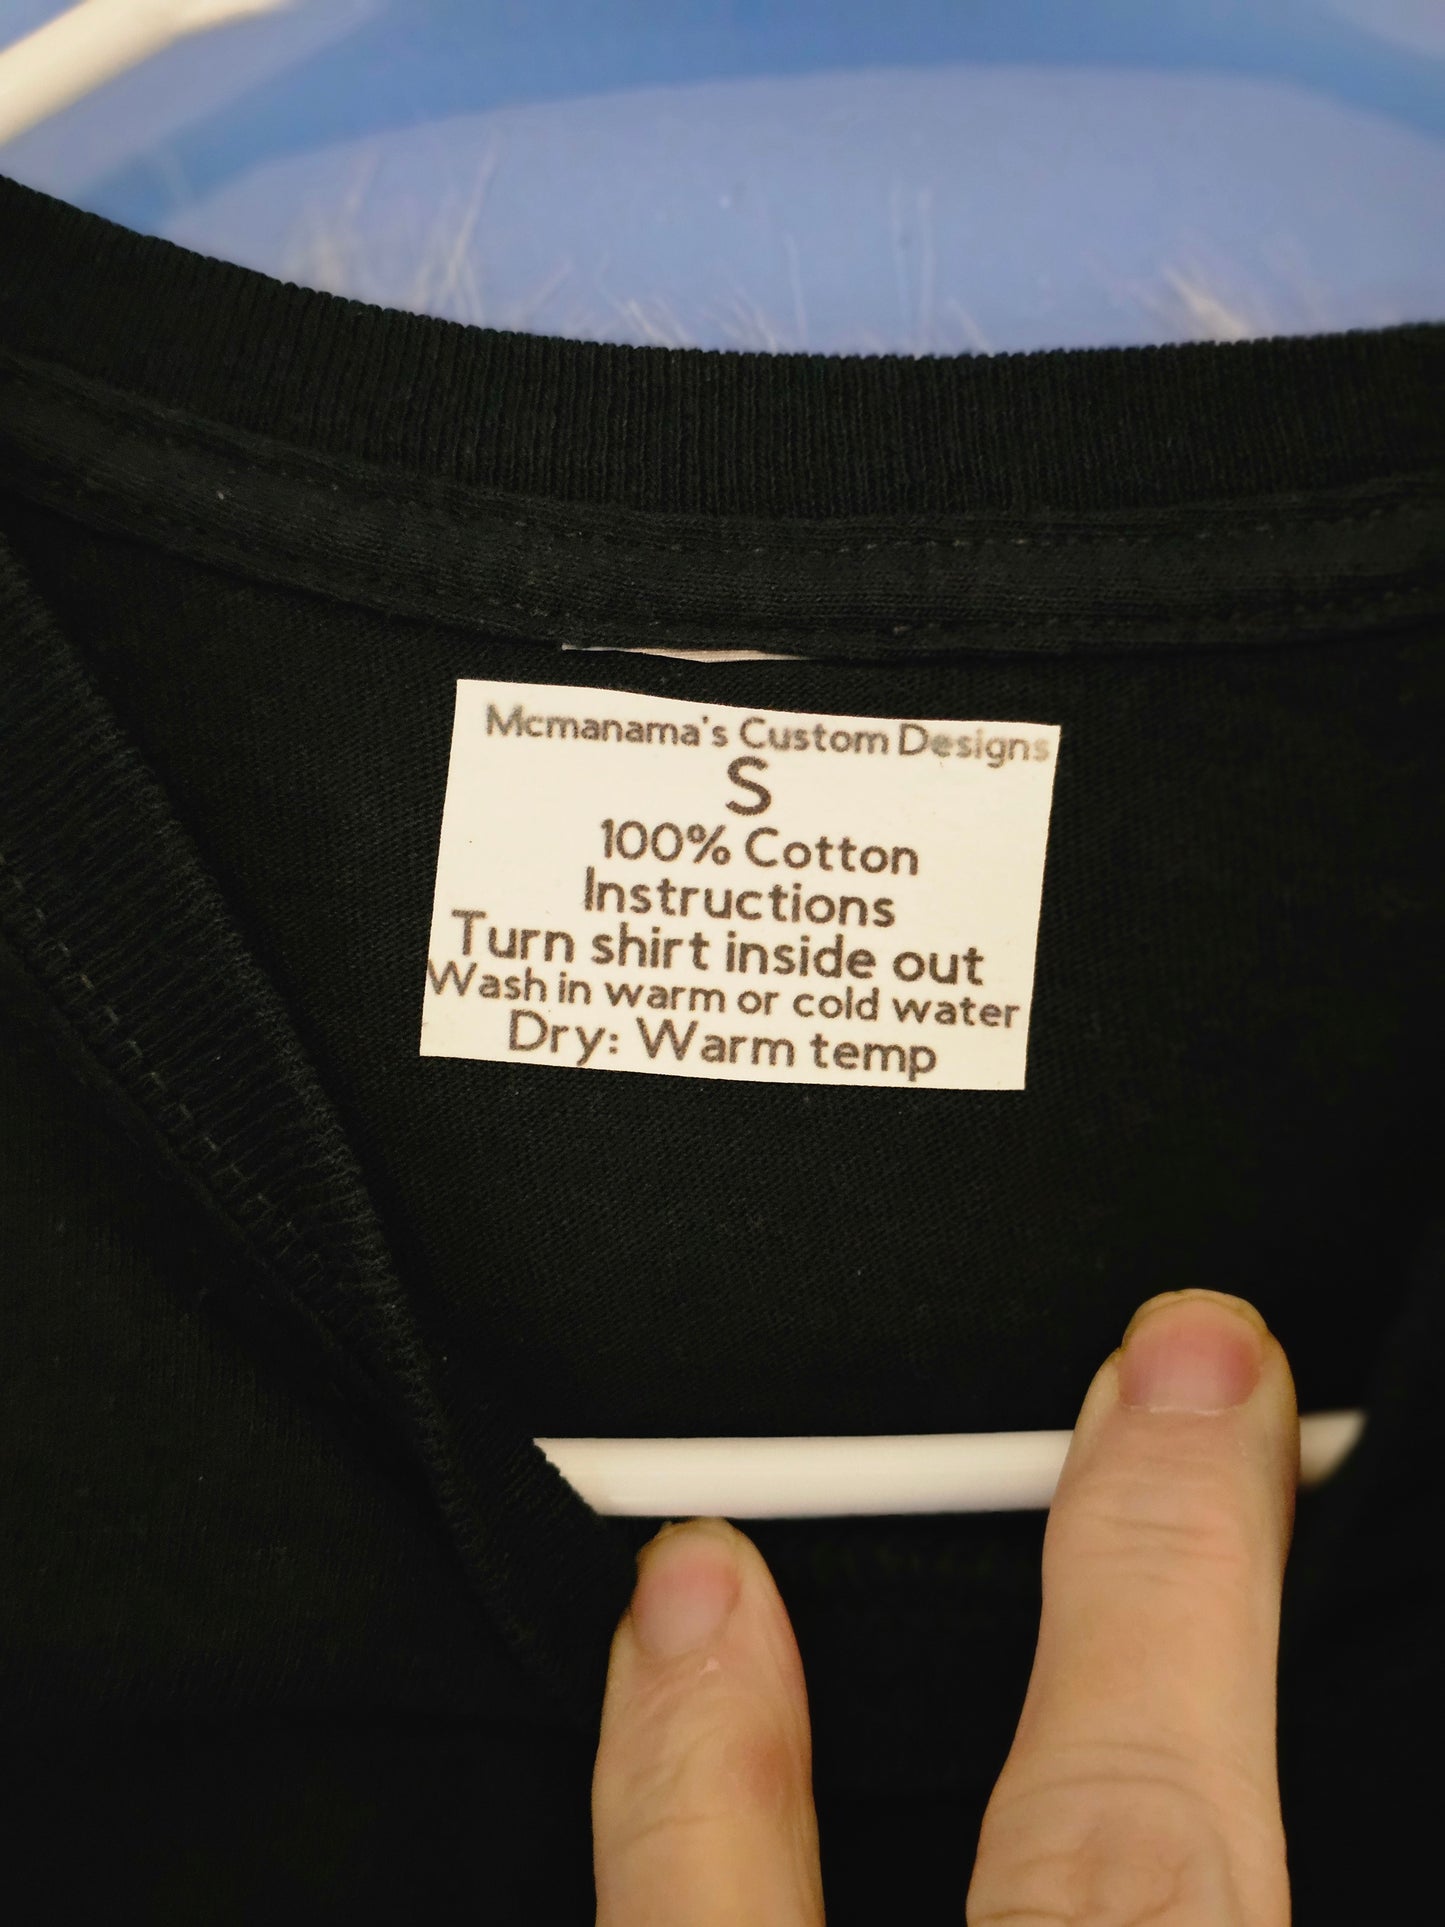 Mcmanama's Custom Designs
S
100% Cotton
Instructions
Turn shirt inside out
Wash in warm or cold water
Dry: Warm temp